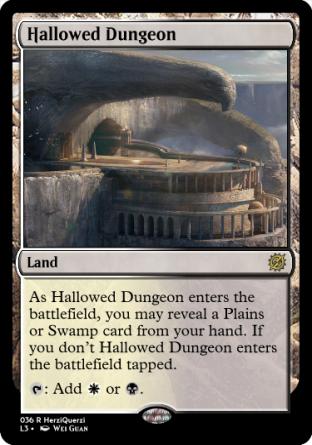 Hallowed Dungeon
Land
As Hallowed Dungeon enters the
battlefield, you may reveal a Plains
or Swamp card from your hand. If
you don't Hallowed Dungeon enters
the battlefield tapped.
: Add or .
036 R HerziQuerzi
L3 • Wei Guan